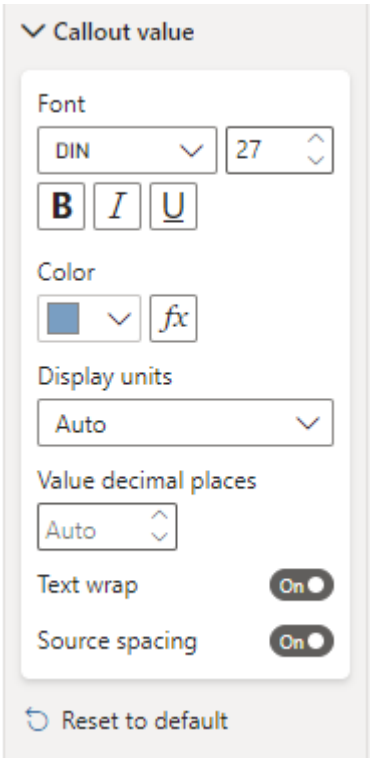 Callout value
Font
DIN 27
B I U
Color
fx
Display units
Auto
Value decimal places
Auto
Text wrap On
Source spacing On
Reset to default